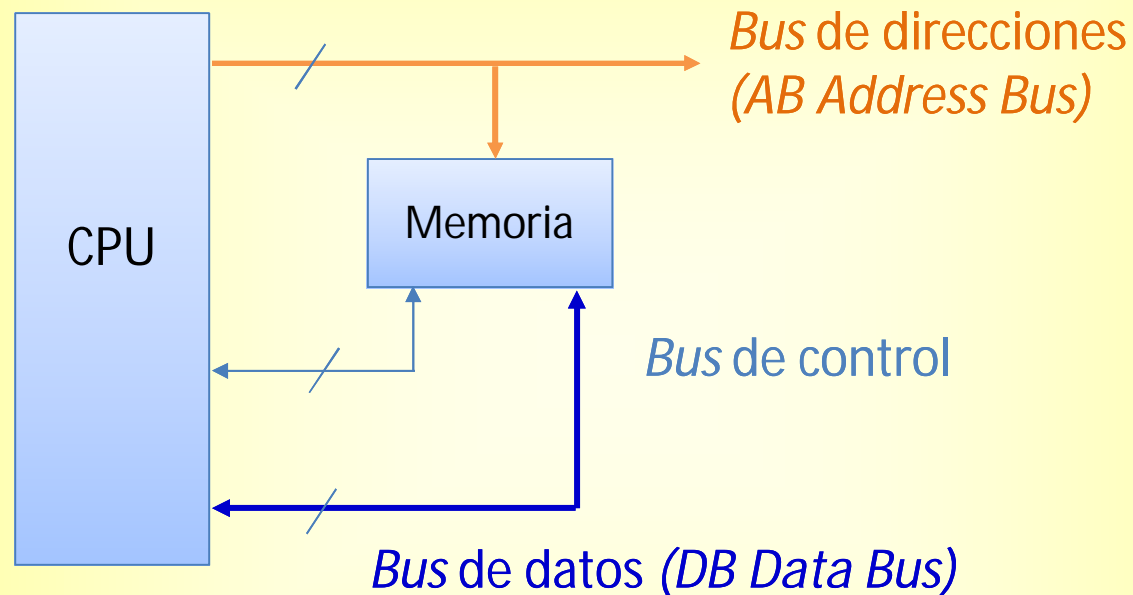 Bus de direcciones
(AB Address Bus)
CPU
Memoria
Bus de control
Bus de datos (DB Data Bus)